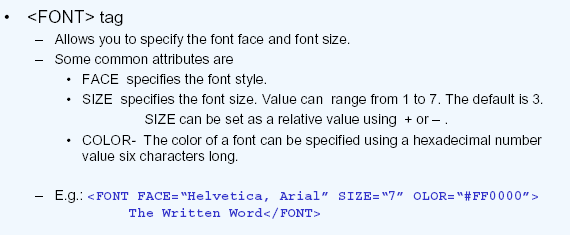 • <FONT> tag
– Allows you to specify the font face and font size.
– Some common attributes are
• FACE specifies the font style.
• SIZE specifies the font size. Value can range from 1 to 7. The default is 3.
SIZE can be set as a relative value using + or – .
• COLOR- The color of a font can be specified using a hexadecimal number
value six characters long.
– E.g.: <FONT FACE=“Helvetica, Arial” SIZE=“7” OLOR=“#FF0000”>
The Written Word</FONT>